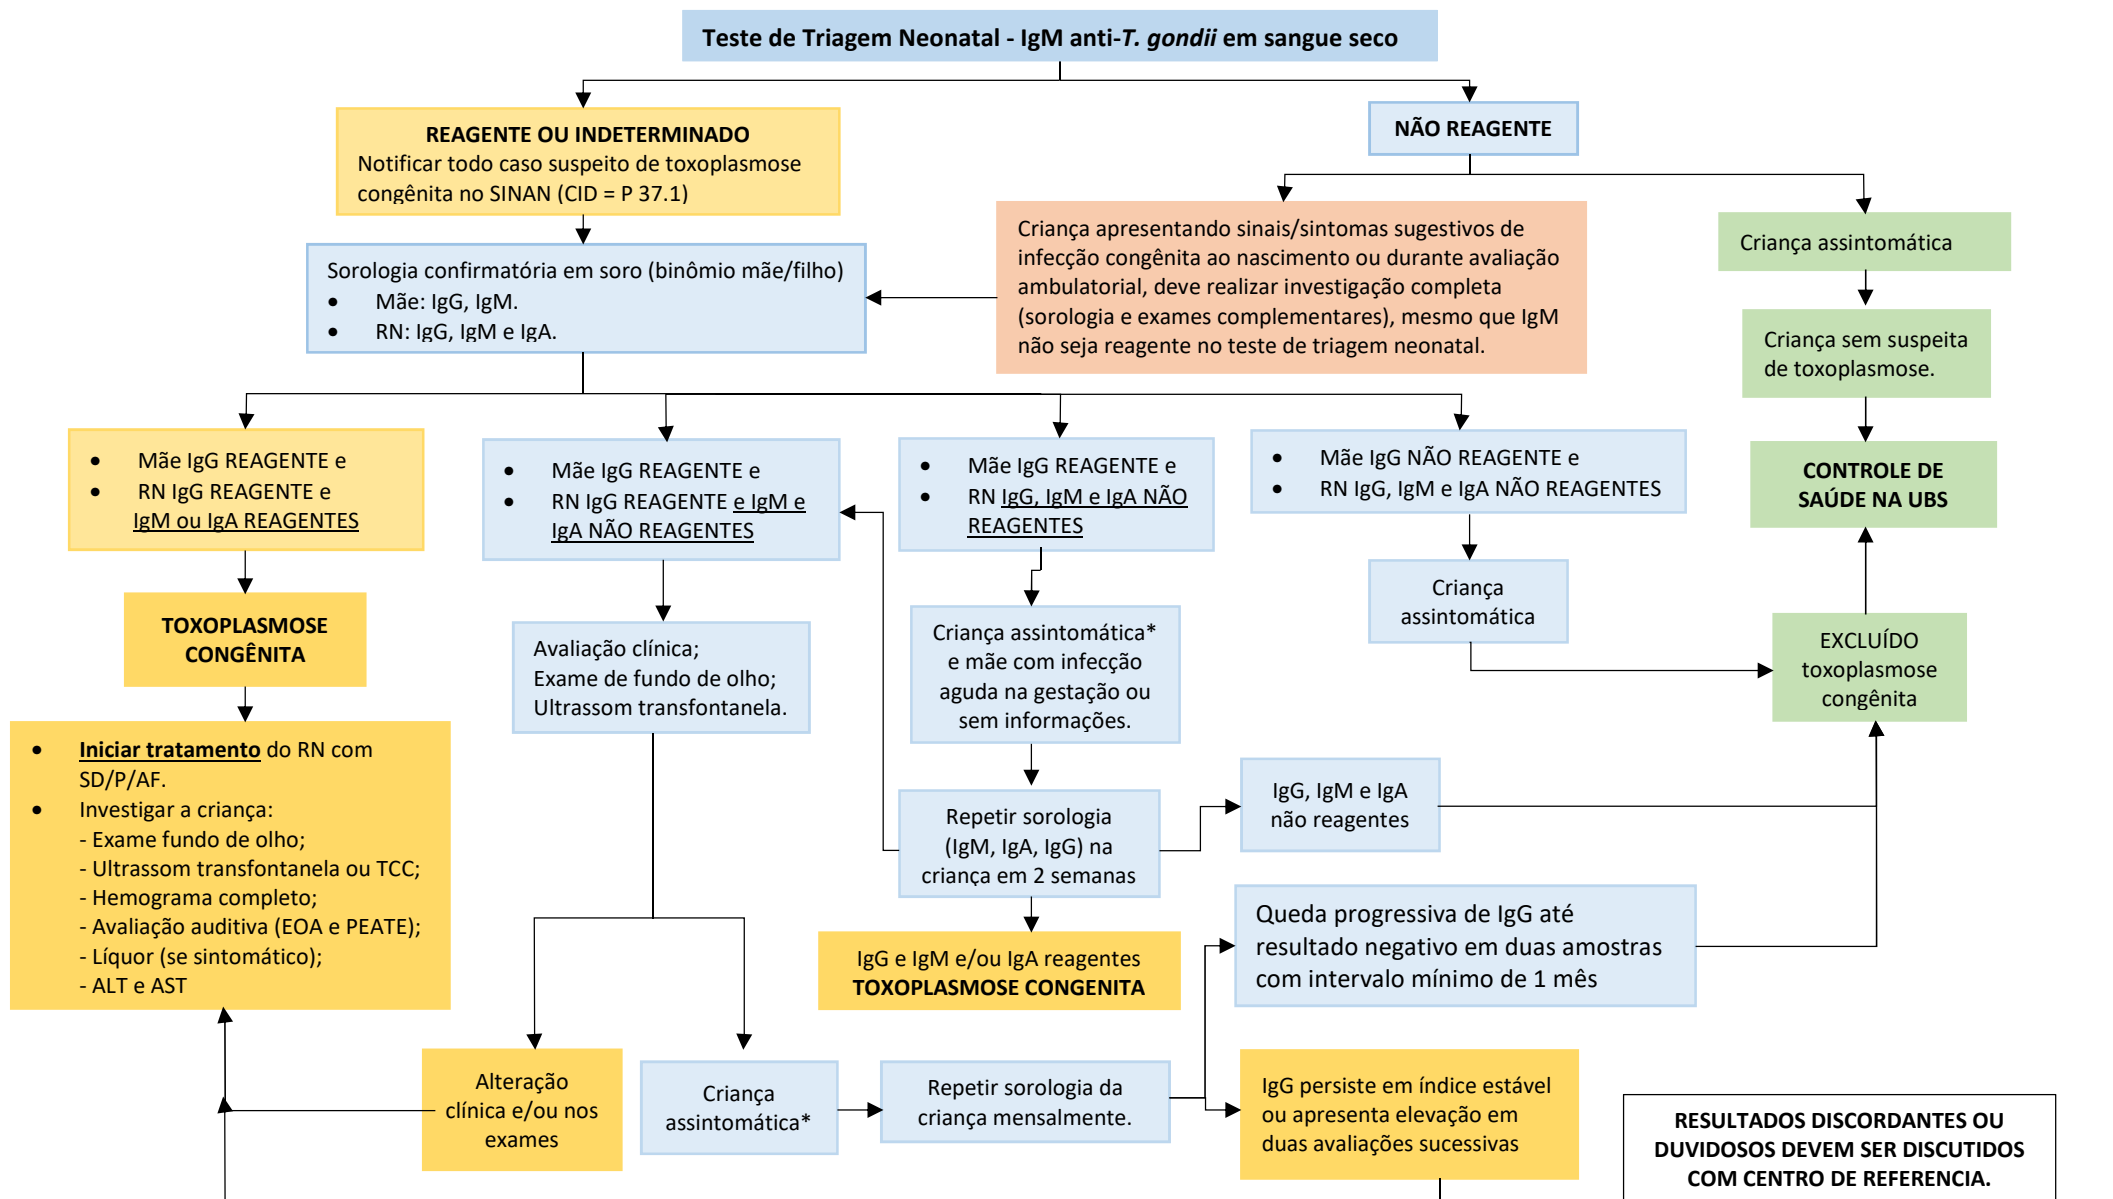 Teste de Triagem Neonatal - IgM anti-T. gondii em sangue seco
REAGENTE OU INDETERMINADO
Notificar todo caso suspeito de toxoplasmose
congênita no SINAN (CID = P 37.1)
NÃO REAGENTE
Sorologia confirmatória em soro (binômio mãe/filho)
• Mãe: IgG, IgM.
• RN: IgG, IgM e IgA.
Criança apresentando sinais/sintomas sugestivos de
infecção congênita ao nascimento ou durante avaliação
ambulatorial, deve realizar investigação completa
(sorologia e exames complementares), mesmo que IgM
não seja reagente no teste de triagem neonatal.
Criança assintomática
Criança sem suspeita
de toxoplasmose.
CONTROLE DE
SAÚDE NA UBS
• Mãe IgG REAGENTE e
• RN IgG REAGENTE e
IgM ou IgA REAGENTES
• Mãe IgG REAGENTE e
• RN IgG REAGENTE e IgM e
IgA NÃO REAGENTES
• Mãe IgG REAGENTE e
• RN IgG, IgM e IgA NÃO
REAGENTES
• Mãe IgG NÃO REAGENTE e
• RN IgG, IgM e IgA NÃO REAGENTES
TOXOPLASMOSE
CONGÊNITA
Avaliação clínica;
Exame de fundo de olho;
Ultrassom transfontanela.
Criança assintomática*
e mãe com infecção
aguda na gestação ou
sem informações.
Criança
assintomática
EXCLUÍDO
toxoplasmose
congênita
• Iniciar tratamento do RN com
SD/P/AF.
• Investigar a criança:
- Exame fundo de olho;
- Ultrassom transfontanela ou TCC;
- Hemograma completo;
- Avaliação auditiva (EOA e PEATE);
- Líquor (se sintomático);
- ALT e AST
Repetir sorologia
(IgM, IgA, IgG) na
criança em 2 semanas
IgG, IgM e IgA
não reagentes
IgG e IgM e/ou IgA reagentes
TOXOPLASMOSE CONGENITA
Queda progressiva de IgG até
resultado negativo em duas amostras
com intervalo mínimo de 1 mês
Alteração
clínica e/ou nos
exames
Criança
assintomática*
Repetir sorologia da
criança mensalmente.
IgG persiste em índice estável
ou apresenta elevação em
duas avaliações sucessivas
RESULTADOS DISCORDANTES OU
DUVIDOSOS DEVEM SER DISCUTIDOS
COM CENTRO DE REFERENCIA.